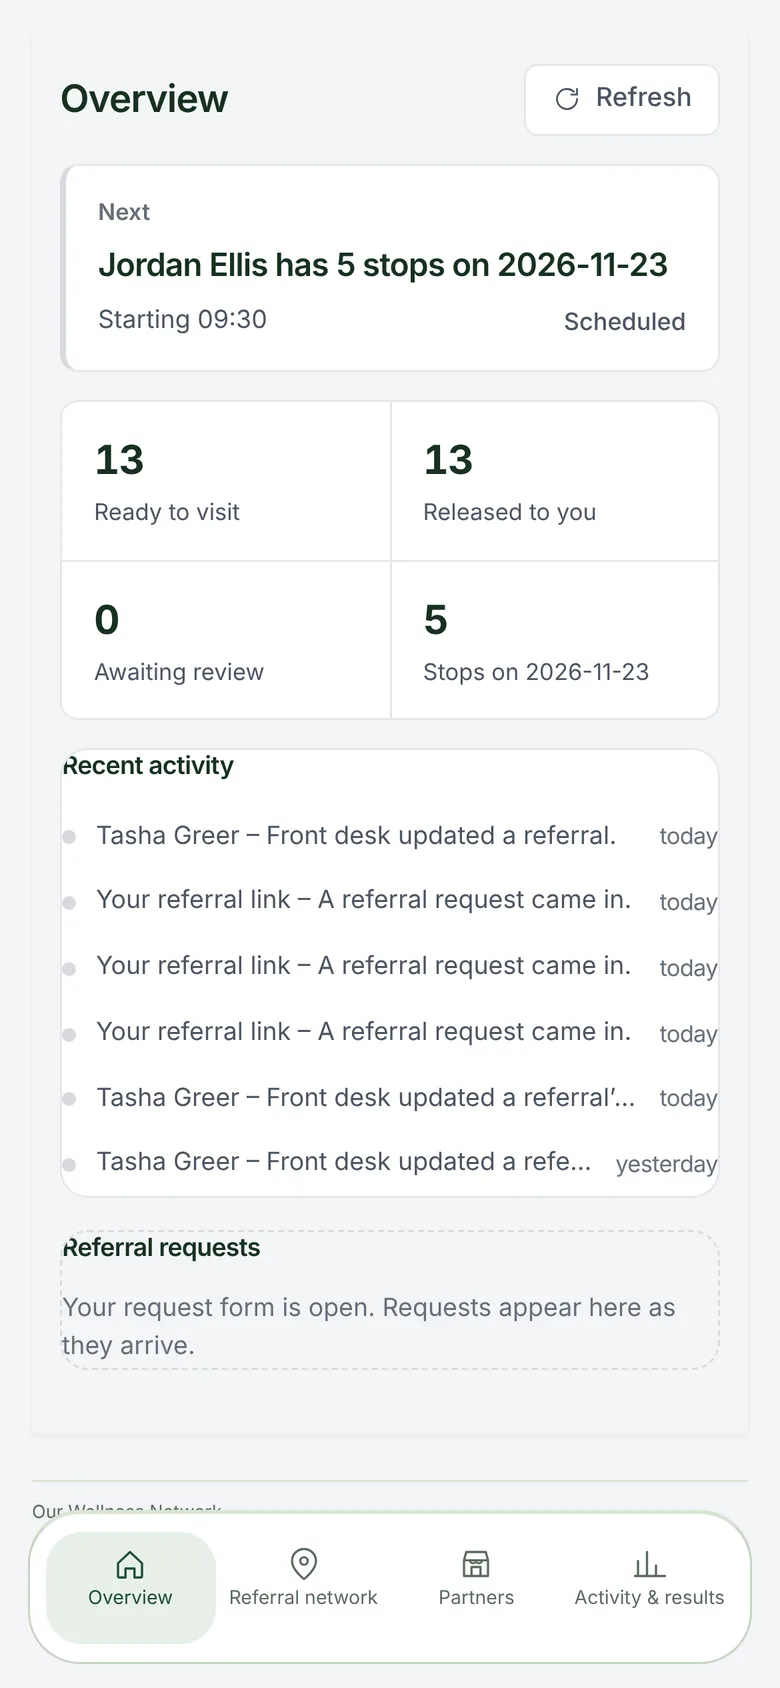 Overview
Refresh
Next
Jordan Ellis has 5 stops on 2026-11-23
Starting 09:30
Scheduled
13
Ready to visit
13
Released to you
0
Awaiting review
5
Stops on 2026-11-23
Recent activity
Tasha Greer – Front desk updated a referral. today
Your referral link – A referral request came in. today
Your referral link – A referral request came in. today
Your referral link – A referral request came in. today
Tasha Greer – Front desk updated a referral’... today
Tasha Greer – Front desk updated a refe... yesterday
Referral requests
Your request form is open. Requests appear here as
they arrive.
Our Wellness Network
Overview
Referral network
Partners
Activity & results